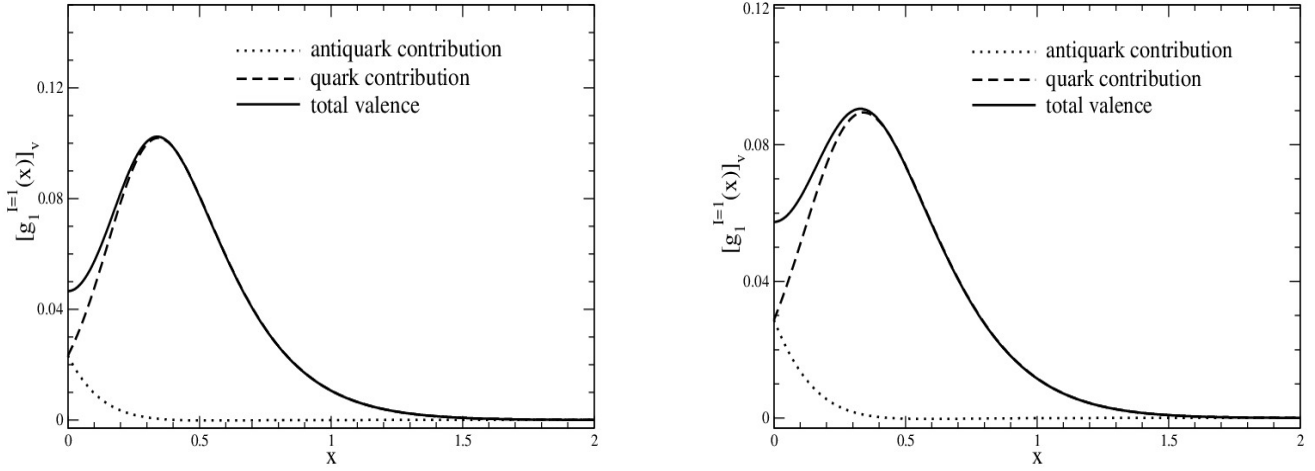 antiquark contribution
quark contribution
total valence
0.12
0.08
0.04
0
[g₁ᴵ⁼¹(x)]ᵥ
0 0.5 1 1.5 2
x
0.12
antiquark contribution
quark contribution
total valence
0.08
0.04
0
[g₁ᴵ⁼¹(x)]ᵥ
0 0.5 1 1.5 2
x